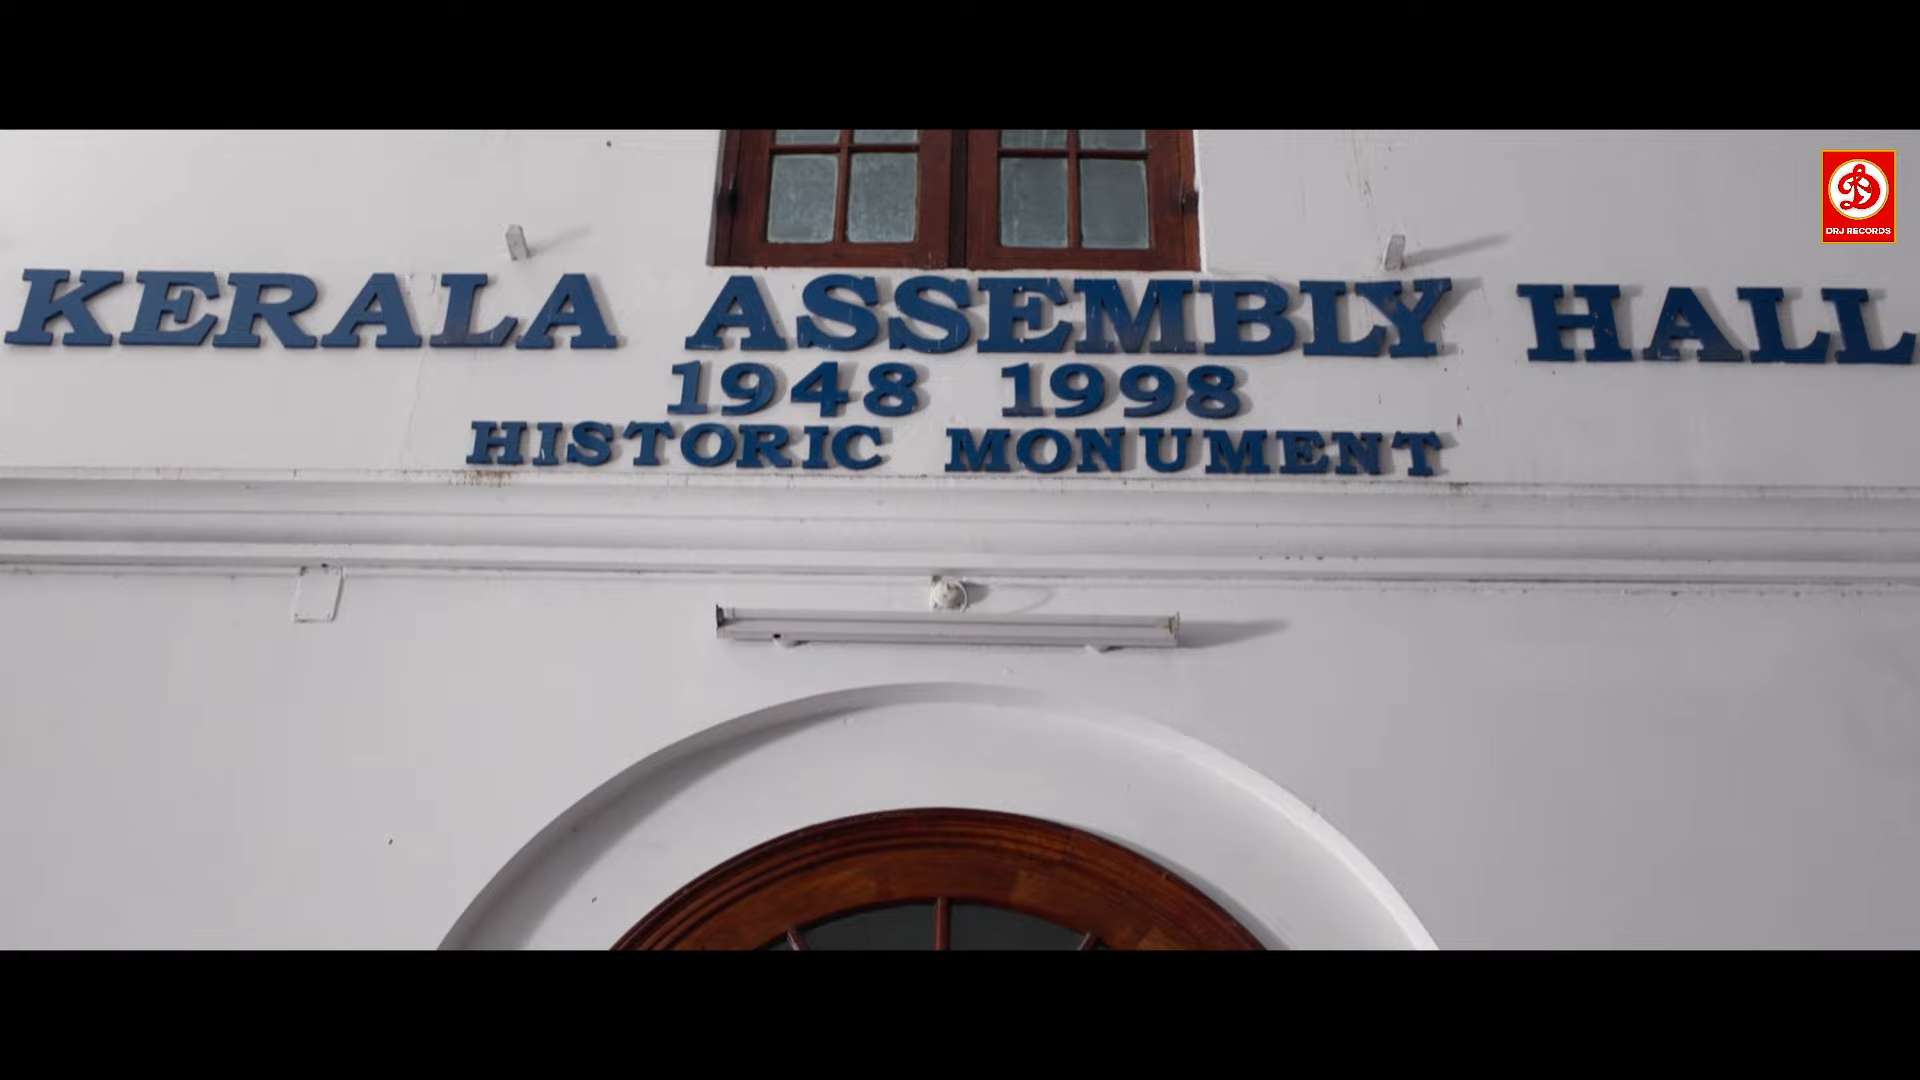 DRJ RECORDS
KERALA ASSEMBLY HALL
1948 1998
HISTORIC MONUMENT